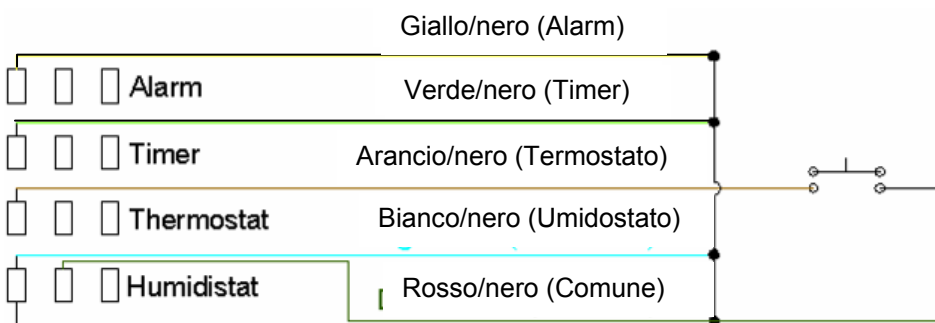 Giallo/nero (Alarm)
Alarm
Verde/nero (Timer)
Timer
Arancio/nero (Termostato)
Thermostat
Bianco/nero (Umidostato)
Humidistat
Rosso/nero (Comune)